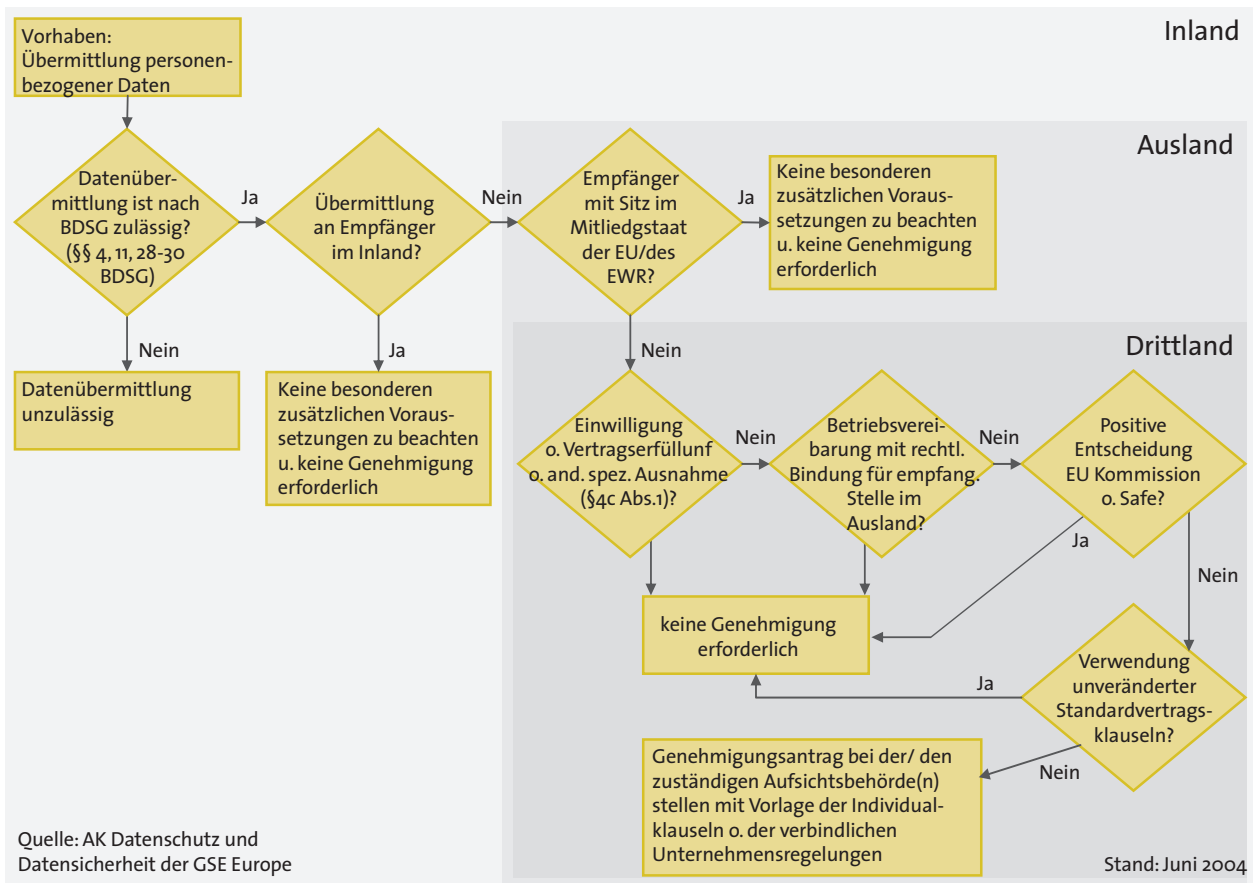 Vorhaben:
Übermittlung personen-
bezogener Daten
Inland
Ausland
Datenüber-
mittlung ist nach
BDSG zulässig?
(§§ 4, 11, 28-30
BDSG)
Ja
Übermittlung
an Empfänger
im Inland?
Nein
Empfänger
mit Sitz im
Mitliedgstaat
der EU/des
EWR?
Ja
Keine besonderen
zusätzlichen Voraus-
setzungen zu beachten
u. keine Genehmigung
erforderlich
Nein
Datenübermittlung
unzulässig
Ja
Keine besonderen
zusätzlichen Voraus-
setzungen zu beachten
u. keine Genehmigung
erforderlich
Nein
Drittland
Einwilligung
o. Vertragserfüllunf
o. and. spez. Ausnahme
(§4c Abs.1)?
Nein
Betriebsverei-
barung mit rechtl.
Bindung für empfang.
Stelle im
Ausland?
Nein
Positive
Entscheidung
EU Kommission
o. Safe?
Ja
Nein
keine Genehmigung
erforderlich
Verwendung
unveränderter
Standardvertrags-
klauseln?
Ja
Nein
Genehmigungsantrag bei der/ den
zuständigen Aufsichtsbehörde(n)
stellen mit Vorlage der Individual-
klauseln o. der verbindlichen
Unternehmensregelungen
Quelle: AK Datenschutz und
Datensicherheit der GSE Europe
Stand: Juni 2004